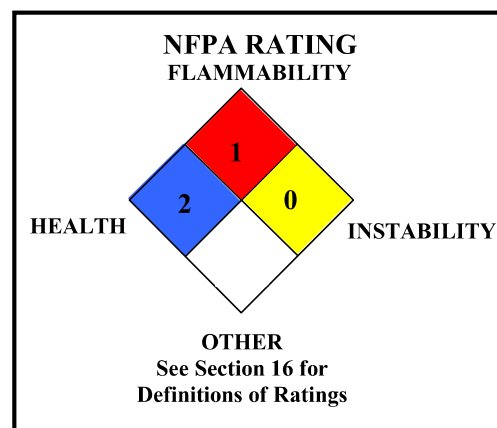 NFPA RATING
FLAMMABILITY
1
2
0
HEALTH
INSTABILITY
OTHER
See Section 16 for
Definitions of Ratings